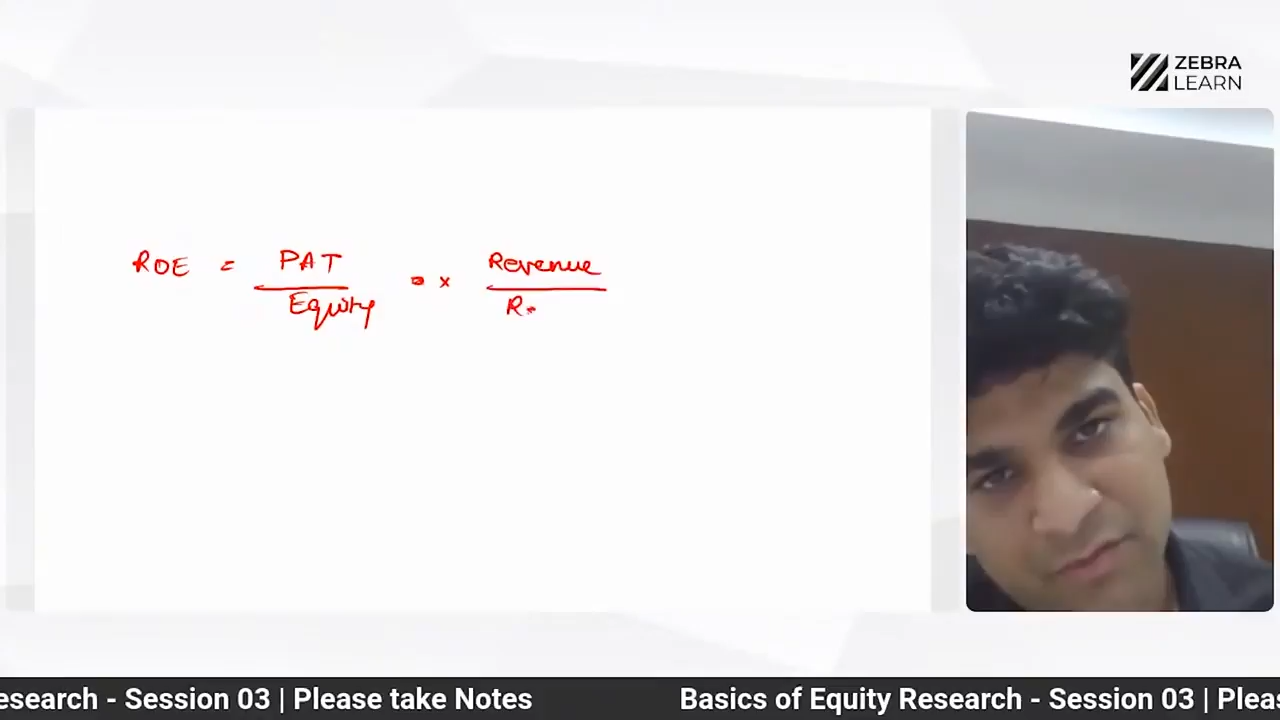 ZEBRA
LEARN
ROE = PAT x Revenue
Equity R
esearch - Session 03 | Please take Notes Basics of Equity Research - Session 03 | Pleas